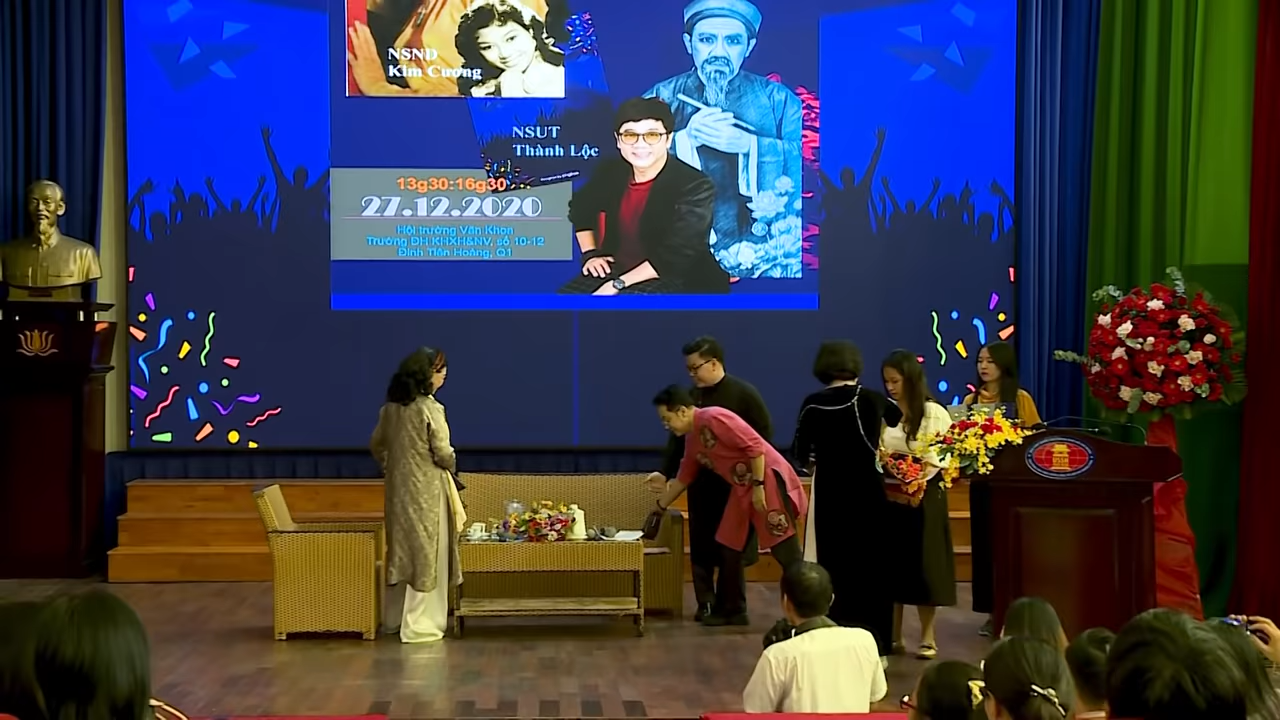 NSND
Kim Cương
NSUT
Thành Lộc
13g30:16g30
27.12.2020
Hội trường Văn Khoa
Trường ĐH KHXH&NV, số 10-12
Đinh Tiên Hoàng, Q1